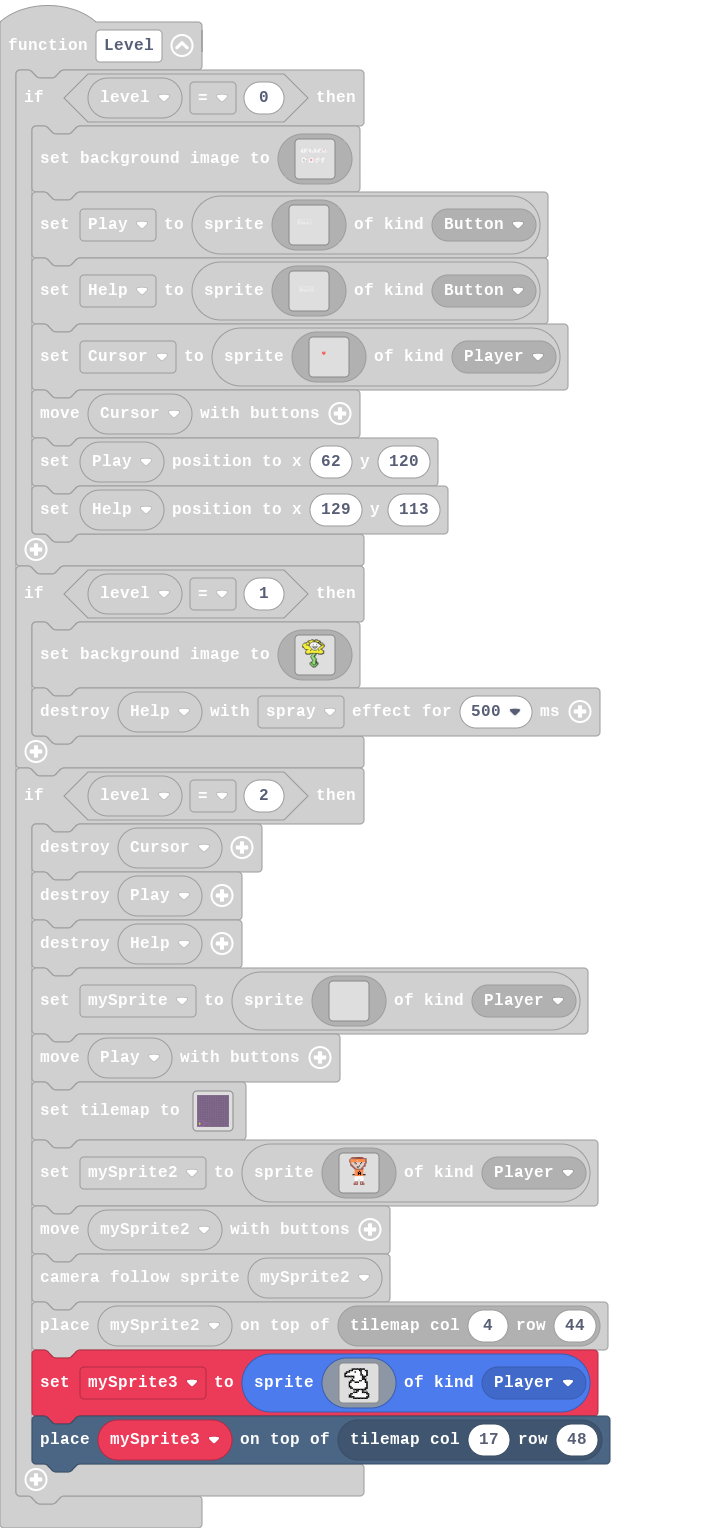 function Level
if level = 0 then
set background image to
set Play to sprite of kind Button
set Help to sprite of kind Button
set Cursor to sprite of kind Player
move Cursor with buttons
set Play position to x 62 y 120
set Help position to x 129 y 113
if level = 1 then
set background image to
destroy Help with spray effect for 500 ms
if level = 2 then
destroy Cursor
destroy Play
destroy Help
set mySprite to sprite of kind Player
move Play with buttons
set tilemap to
set mySprite2 to sprite of kind Player
move mySprite2 with buttons
camera follow sprite mySprite2
place mySprite2 on top of tilemap col 4 row 44
set mySprite3 to sprite of kind Player
place mySprite3 on top of tilemap col 17 row 48